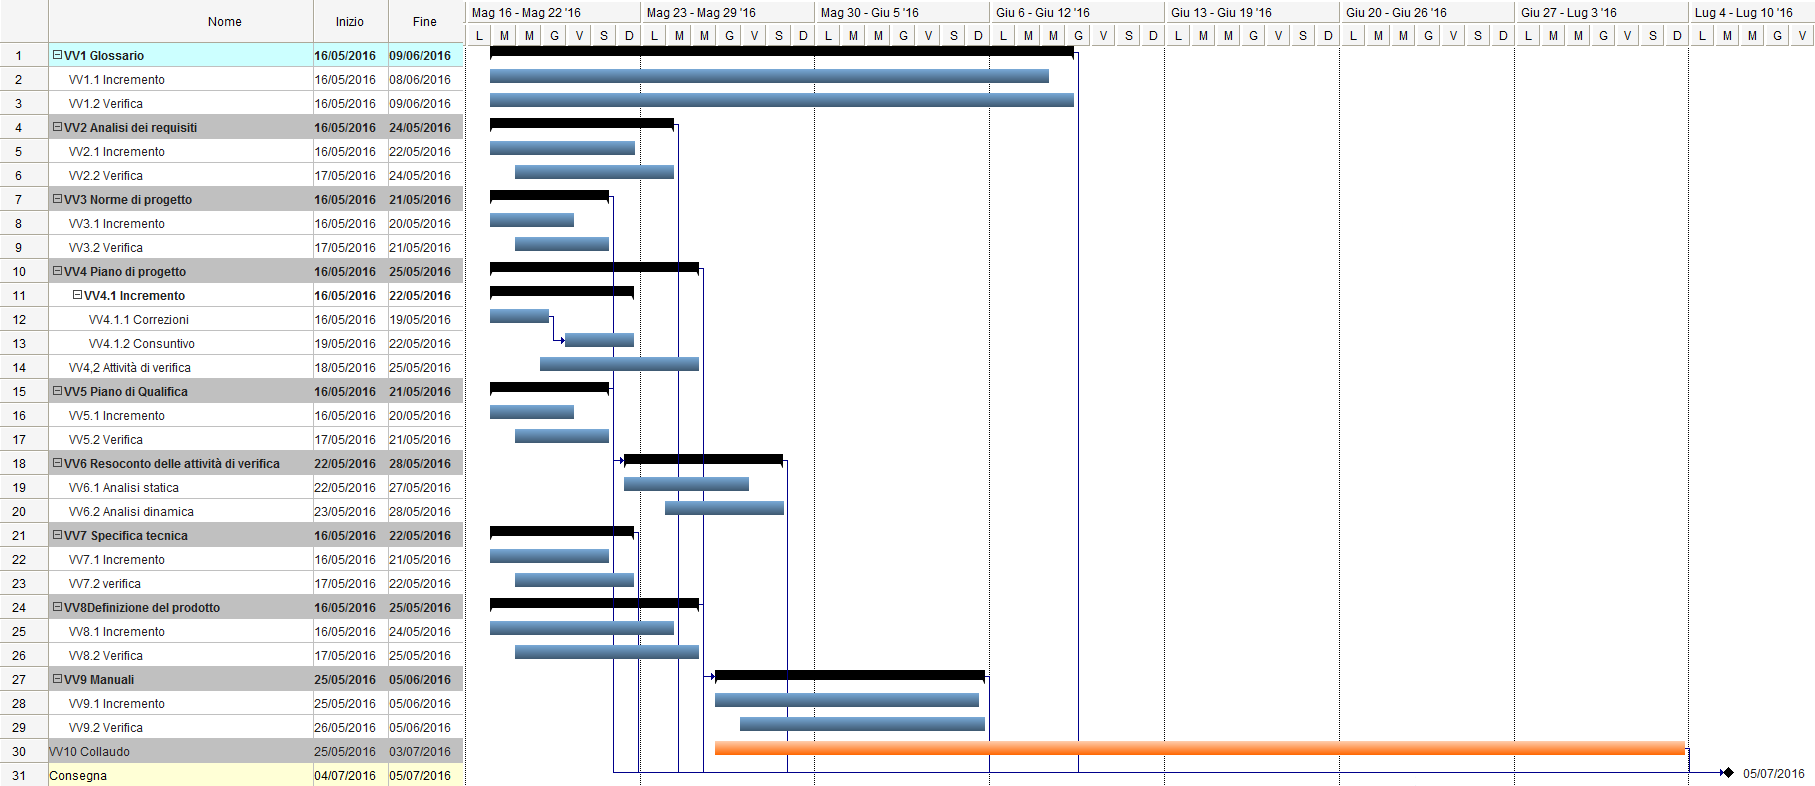 Nome Inizio Fine Mag 16 - Mag 22 '16 Mag 23 - Mag 29 '16 Mag 30 - Giu 5 '16 Giu 6 - Giu 12 '16 Giu 13 - Giu 19 '16 Giu 20 - Giu 26 '16 Giu 27 - Lug 3 '16 Lug 4 - Lug 10 '16
L M M G V S D L M M G V S D L M M G V S D L M M G V S D L M M G V S D L M M G V S D L M M G V S D L M M G V
1 VV1 Glossario 16/05/2016 09/06/2016
2 VV1.1 Incremento 16/05/2016 08/06/2016
3 VV1.2 Verifica 16/05/2016 09/06/2016
4 VV2 Analisi dei requisiti 16/05/2016 24/05/2016
5 VV2.1 Incremento 16/05/2016 22/05/2016
6 VV2.2 Verifica 17/05/2016 24/05/2016
7 VV3 Norme di progetto 16/05/2016 21/05/2016
8 VV3.1 Incremento 16/05/2016 20/05/2016
9 VV3.2 Verifica 17/05/2016 21/05/2016
10 VV4 Piano di progetto 16/05/2016 25/05/2016
11 VV4.1 Incremento 16/05/2016 22/05/2016
12 VV4.1.1 Correzioni 16/05/2016 19/05/2016
13 VV4.1.2 Consuntivo 19/05/2016 22/05/2016
14 VV4,2 Attività di verifica 18/05/2016 25/05/2016
15 VV5 Piano di Qualifica 16/05/2016 21/05/2016
16 VV5.1 Incremento 16/05/2016 20/05/2016
17 VV5.2 Verifica 17/05/2016 21/05/2016
18 VV6 Resoconto delle attività di verifica 22/05/2016 28/05/2016
19 VV6.1 Analisi statica 22/05/2016 27/05/2016
20 VV6.2 Analisi dinamica 23/05/2016 28/05/2016
21 VV7 Specifica tecnica 16/05/2016 22/05/2016
22 VV7.1 Incremento 16/05/2016 21/05/2016
23 VV7.2 verifica 17/05/2016 22/05/2016
24 VV8Definizione del prodotto 16/05/2016 25/05/2016
25 VV8.1 Incremento 16/05/2016 24/05/2016
26 VV8.2 Verifica 17/05/2016 25/05/2016
27 VV9 Manuali 25/05/2016 05/06/2016
28 VV9.1 Incremento 25/05/2016 05/06/2016
29 VV9.2 Verifica 26/05/2016 05/06/2016
30 VV10 Collaudo 25/05/2016 03/07/2016
31 Consegna 04/07/2016 05/07/2016 05/07/2016